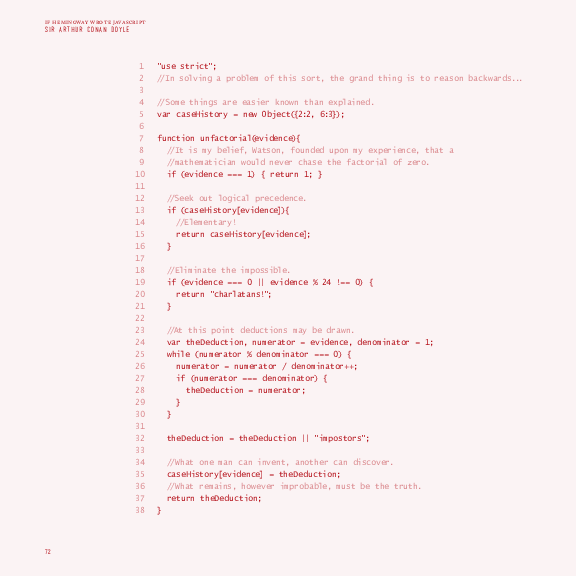 IF HEMINGWAY WROTE JAVASCRIPT
SIR ARTHUR CONAN DOYLE
1 "use strict";
2 //In solving a problem of this sort, the grand thing is to reason backwards...
3
4 //Some things are easier known than explained.
5 var caseHistory = new Object({2:2, 6:3});
6
7 function unfactorial(evidence){
8 //It is my belief, Watson, founded upon my experience, that a
9 //mathematician would never chase the factorial of zero.
10 if (evidence === 1) { return 1; }
11
12 //Seek out logical precedence.
13 if (caseHistory[evidence]){
14 //Elementary!
15 return caseHistory[evidence];
16 }
17
18 //Eliminate the impossible.
19 if (evidence === 0 || evidence % 24 !== 0) {
20 return "charlatans!";
21 }
22
23 //At this point deductions may be drawn.
24 var theDeduction, numerator = evidence, denominator = 1;
25 while (numerator % denominator === 0) {
26 numerator = numerator / denominator++;
27 if (numerator === denominator) {
28 theDeduction = numerator;
29 }
30 }
31
32 theDeduction = theDeduction || "impostors";
33
34 //What one man can invent, another can discover.
35 caseHistory[evidence] = theDeduction;
36 //What remains, however improbable, must be the truth.
37 return theDeduction;
38 }
72